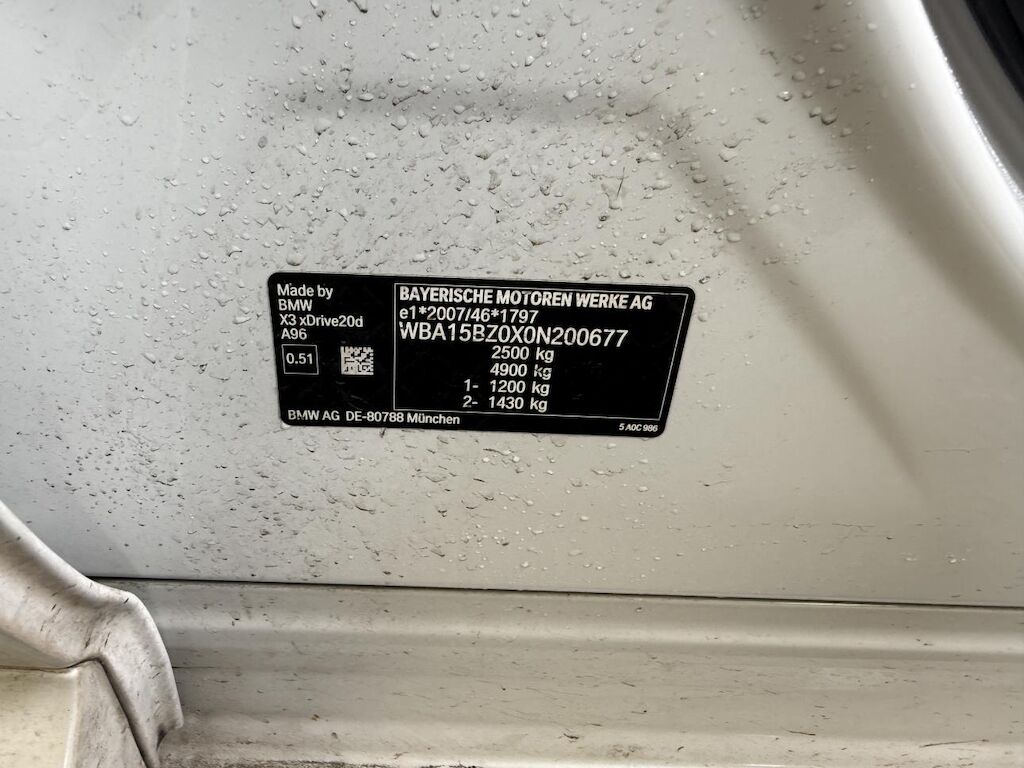 Made by
BMW
X3 xDrive20d
A96
0.51
BAYERISCHE MOTOREN WERKE AG
e1*2007/46*1797
WBA15BZ0X0N200677
2500 kg
4900 kg
1- 1200 kg
2- 1430 kg
BMW AG DE-80788 München
5 A0C 986